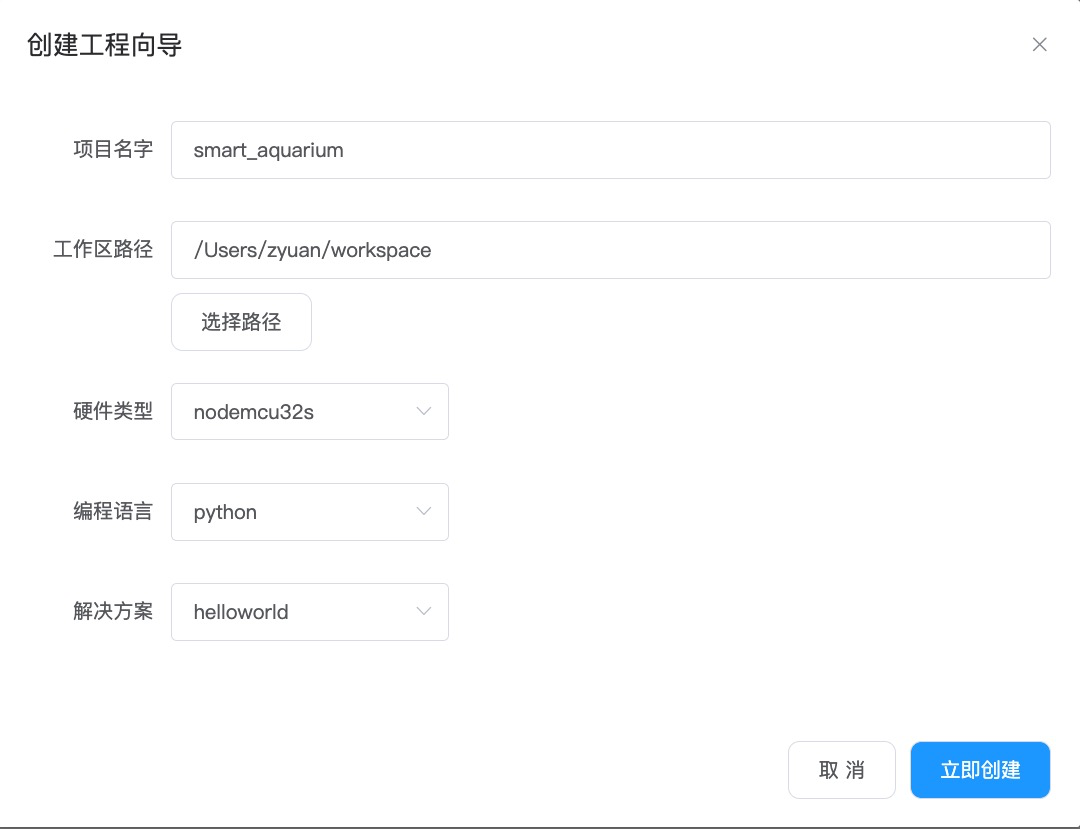 创建工程向导
项目名字 smart_aquarium
工作区路径 /Users/zyuan/workspace
选择路径
硬件类型 nodemcu32s
编程语言 python
解决方案 helloworld
取 消 立即创建